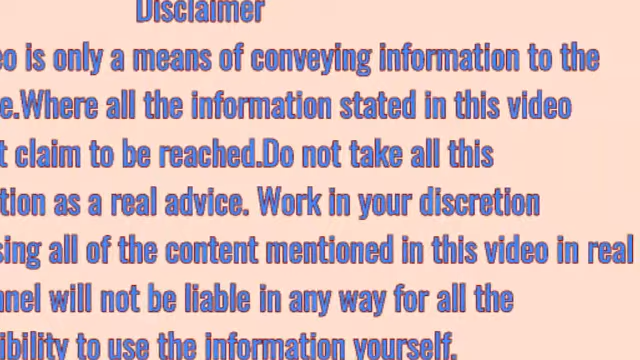 Disclaimer
eo is only a means of conveying information to the
e.Where all the information stated in this video
t claim to be reached.Do not take all this
tion as a real advice. Work in your discretion
sing all of the content mentioned in this video in real
nnel will not be liable in any way for all the
ibility to use the information yourself.